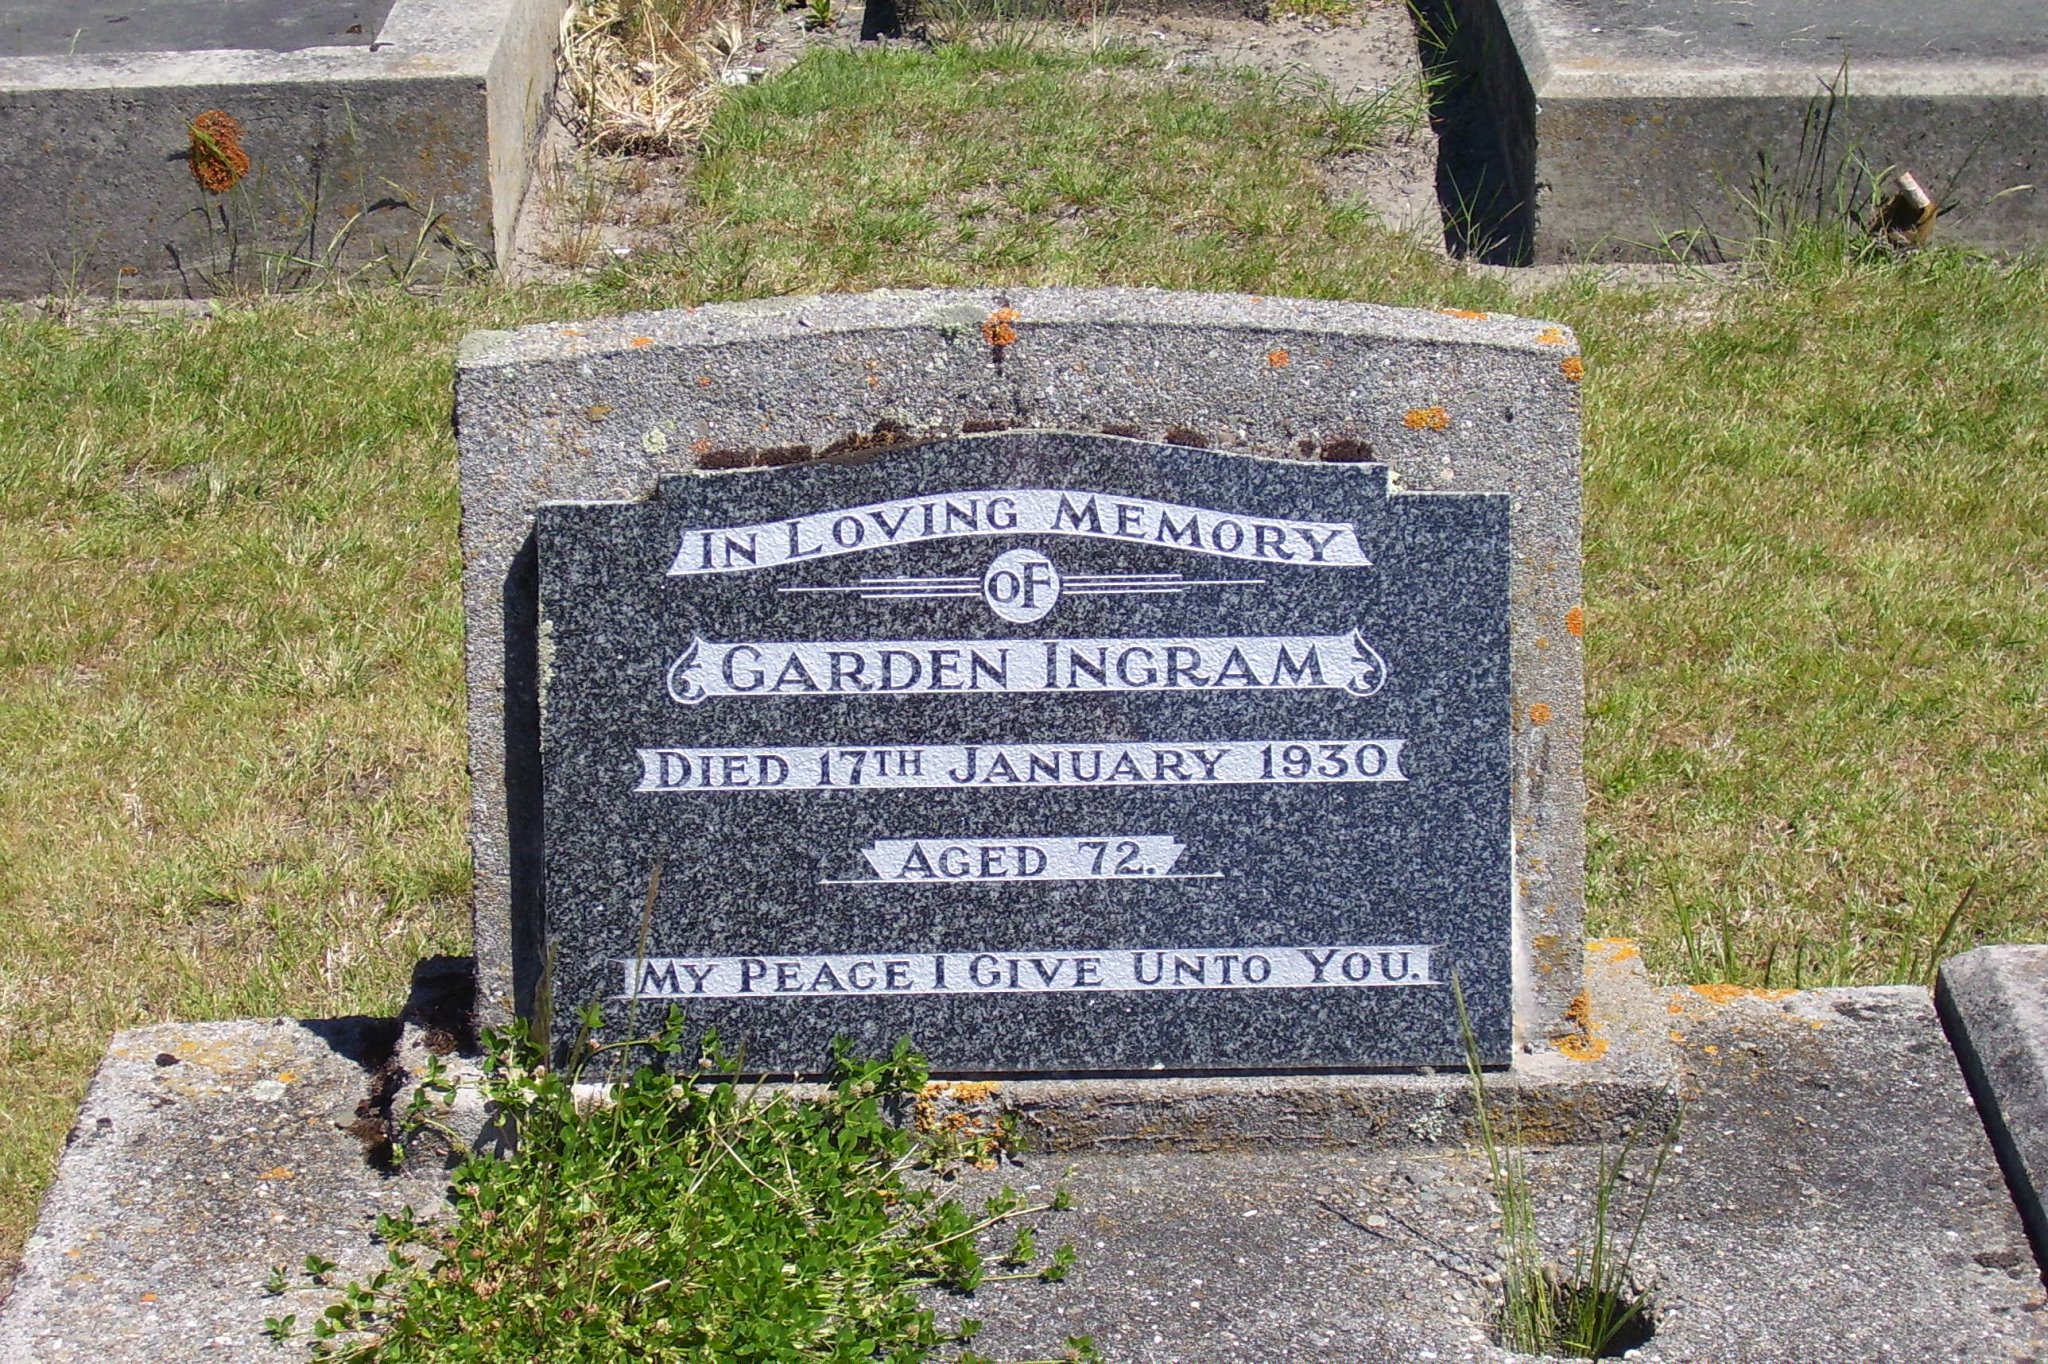 In Loving Memory
of
Garden Ingram
Died 17th January 1930
Aged 72.
My Peace I Give Unto You.